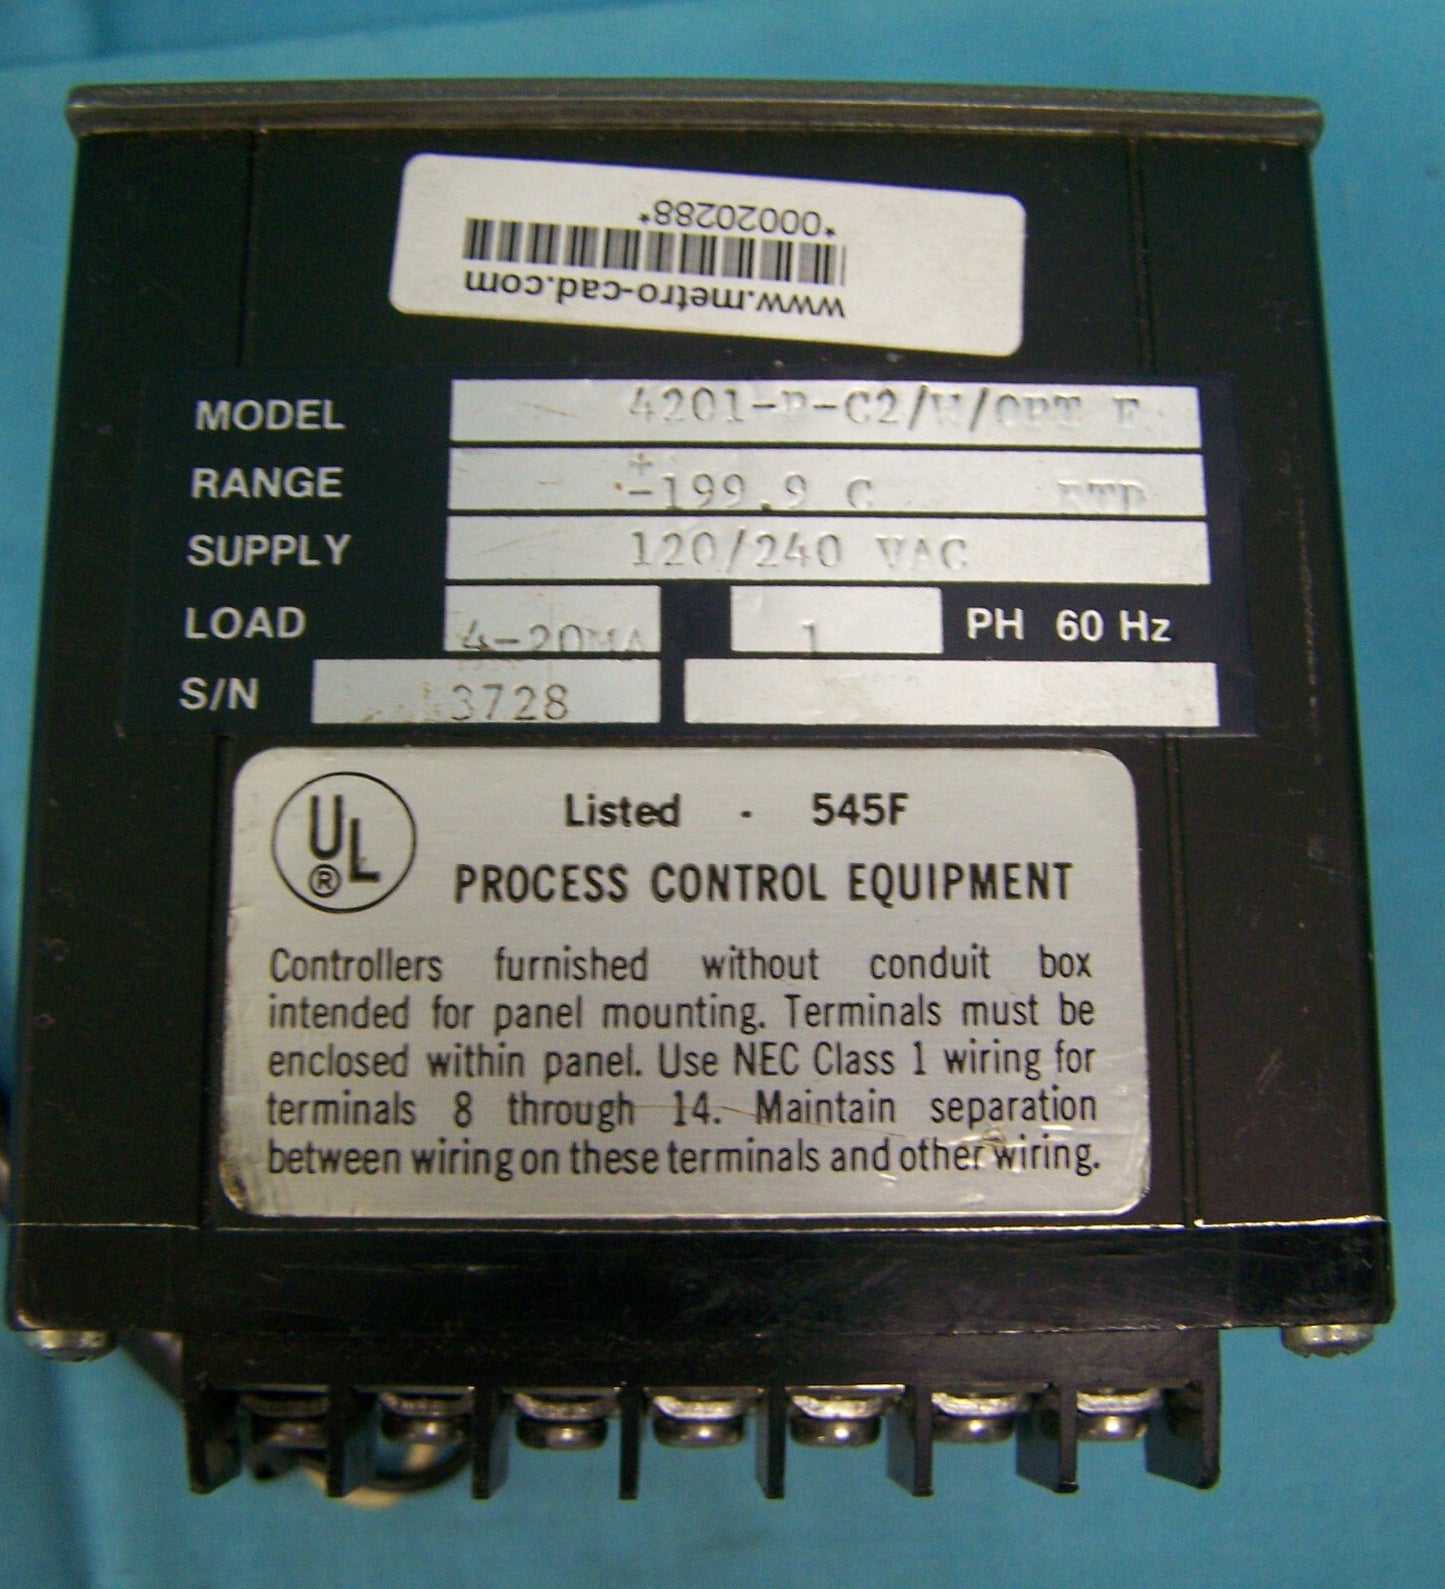 *00020288*
www.metro-cad.com
MODEL 4201-P-C2/W/OPT F
RANGE ±199.9 C RTD
SUPPLY 120/240 VAC
LOAD 4-20MA 1 PH 60 Hz
S/N 3728
UL ® Listed - 545F
PROCESS CONTROL EQUIPMENT
Controllers furnished without conduit box
intended for panel mounting. Terminals must be
enclosed within panel. Use NEC Class 1 wiring for
terminals 8 through 14. Maintain separation
between wiring on these terminals and other wiring.